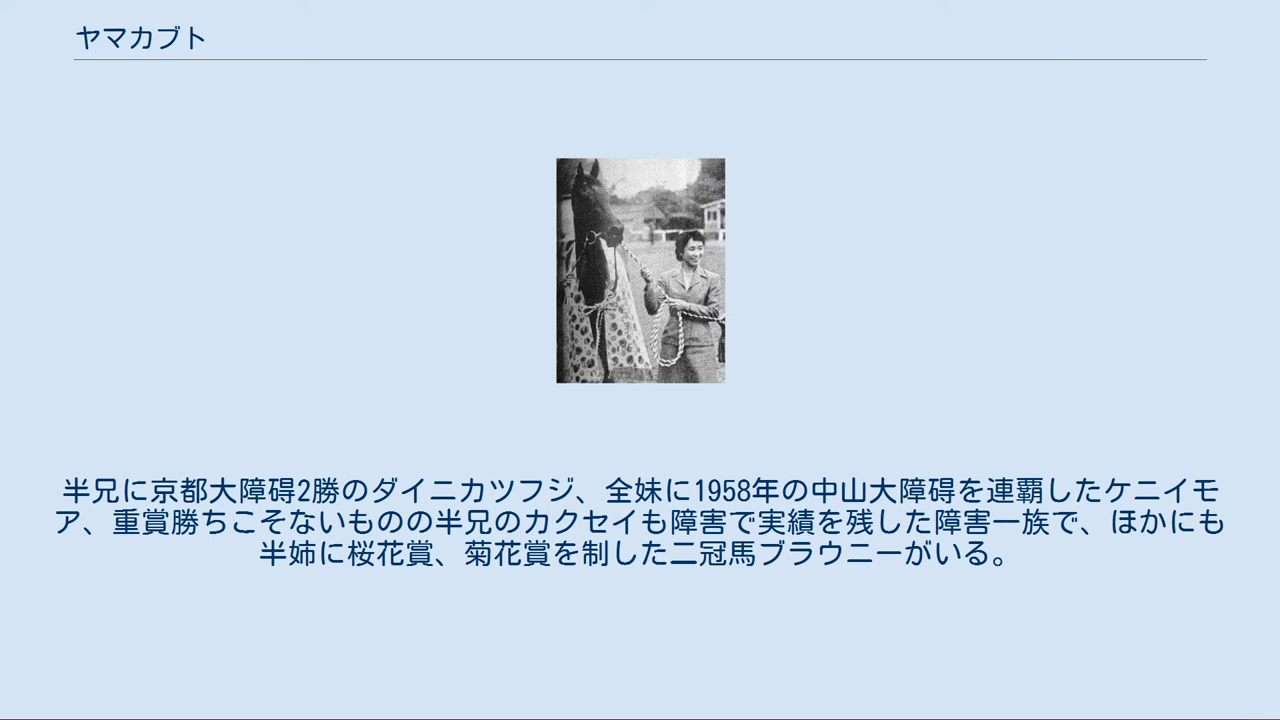 ヤマカブト
半兄に京都大障碍2勝のダイニカツフジ、全妹に1958年の中山大障碍を連覇したケニイモ
ア、重賞勝ちこそないものの半兄のカクセイも障害で実績を残した障害一族で、ほかにも
半姉に桜花賞、菊花賞を制した二冠馬ブラウニーがいる。